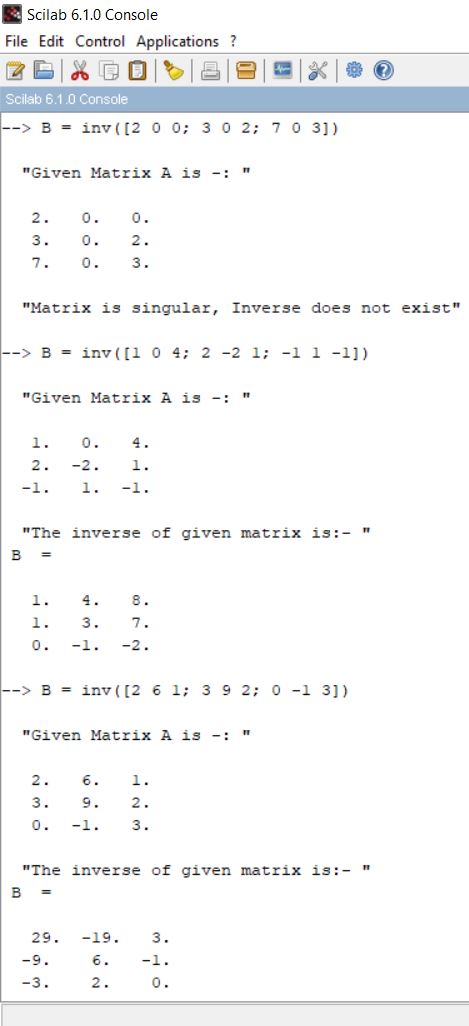 Scilab 6.1.0 Console
File Edit Control Applications ?
Scilab 6.1.0 Console
--> B = inv([2 0 0; 3 0 2; 7 0 3])
"Given Matrix A is -: "
2. 0. 0.
3. 0. 2.
7. 0. 3.
"Matrix is singular, Inverse does not exist"
--> B = inv([1 0 4; 2 -2 1; -1 1 -1])
"Given Matrix A is -: "
1. 0. 4.
2. -2. 1.
-1. 1. -1.
"The inverse of given matrix is:- "
B =
1. 4. 8.
1. 3. 7.
0. -1. -2.
--> B = inv([2 6 1; 3 9 2; 0 -1 3])
"Given Matrix A is -: "
2. 6. 1.
3. 9. 2.
0. -1. 3.
"The inverse of given matrix is:- "
B =
29. -19. 3.
-9. 6. -1.
-3. 2. 0.